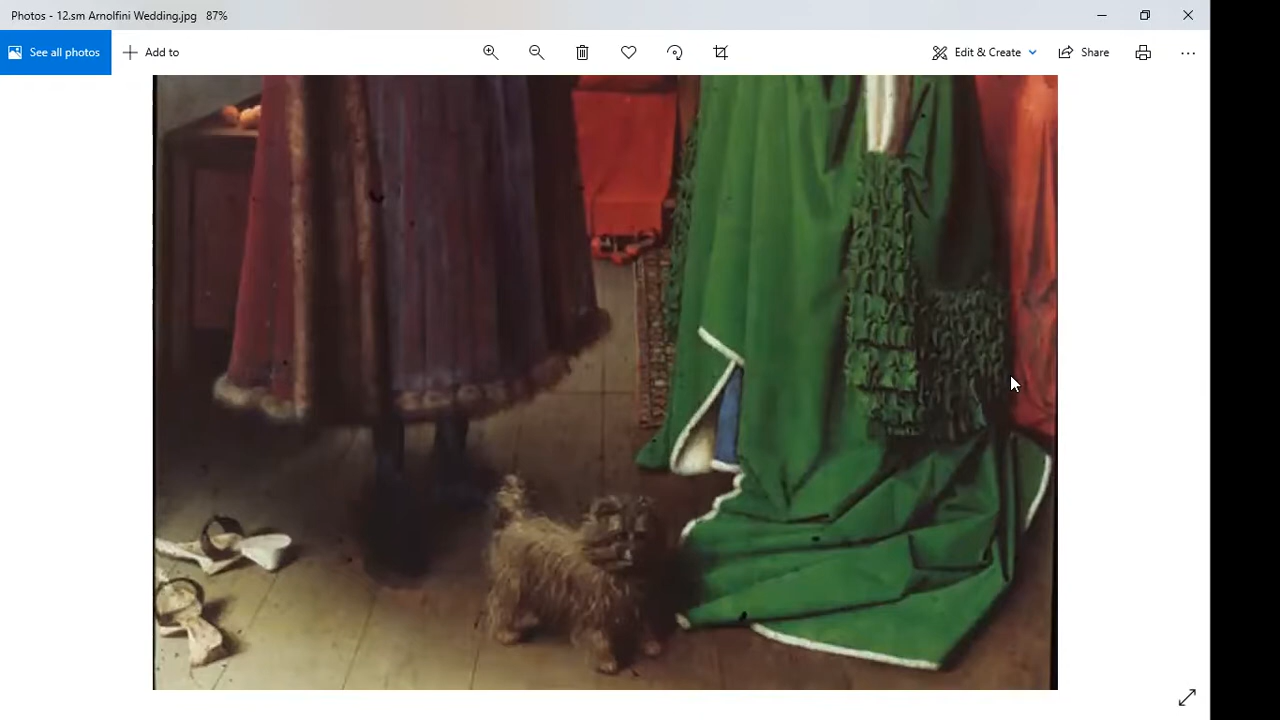 Photos - 12.sm Arnolfini Wedding.jpg 87%
See all photos
Add to
Edit & Create
Share